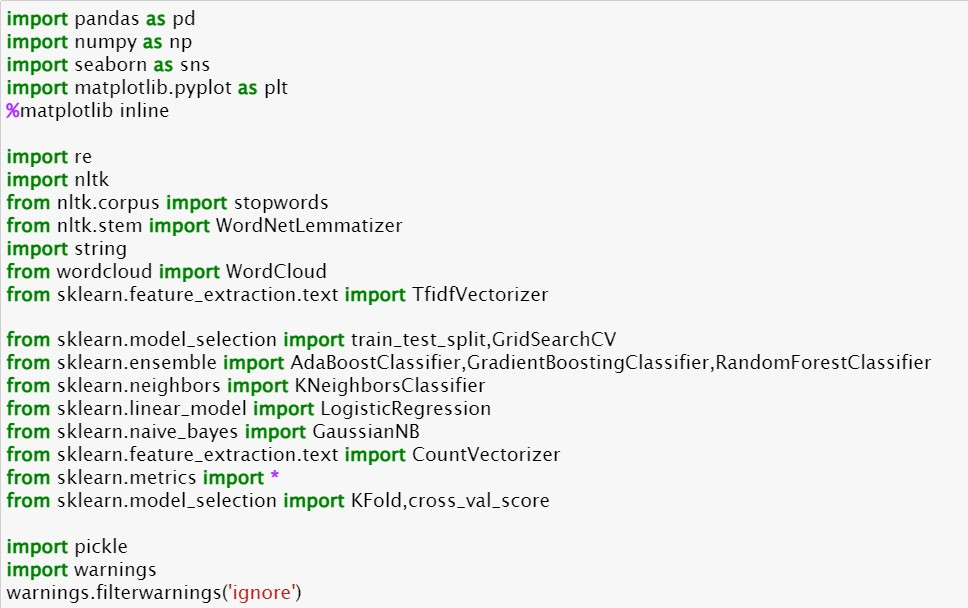 import pandas as pd
import numpy as np
import seaborn as sns
import matplotlib.pyplot as plt
%matplotlib inline
import re
import nltk
from nltk.corpus import stopwords
from nltk.stem import WordNetLemmatizer
import string
from wordcloud import WordCloud
from sklearn.feature_extraction.text import TfidfVectorizer
from sklearn.model_selection import train_test_split,GridSearchCV
from sklearn.ensemble import AdaBoostClassifier,GradientBoostingClassifier,RandomForestClassifier
from sklearn.neighbors import KNeighborsClassifier
from sklearn.linear_model import LogisticRegression
from sklearn.naive_bayes import GaussianNB
from sklearn.feature_extraction.text import CountVectorizer
from sklearn.metrics import *
from sklearn.model_selection import KFold,cross_val_score
import pickle
import warnings
warnings.filterwarnings('ignore')